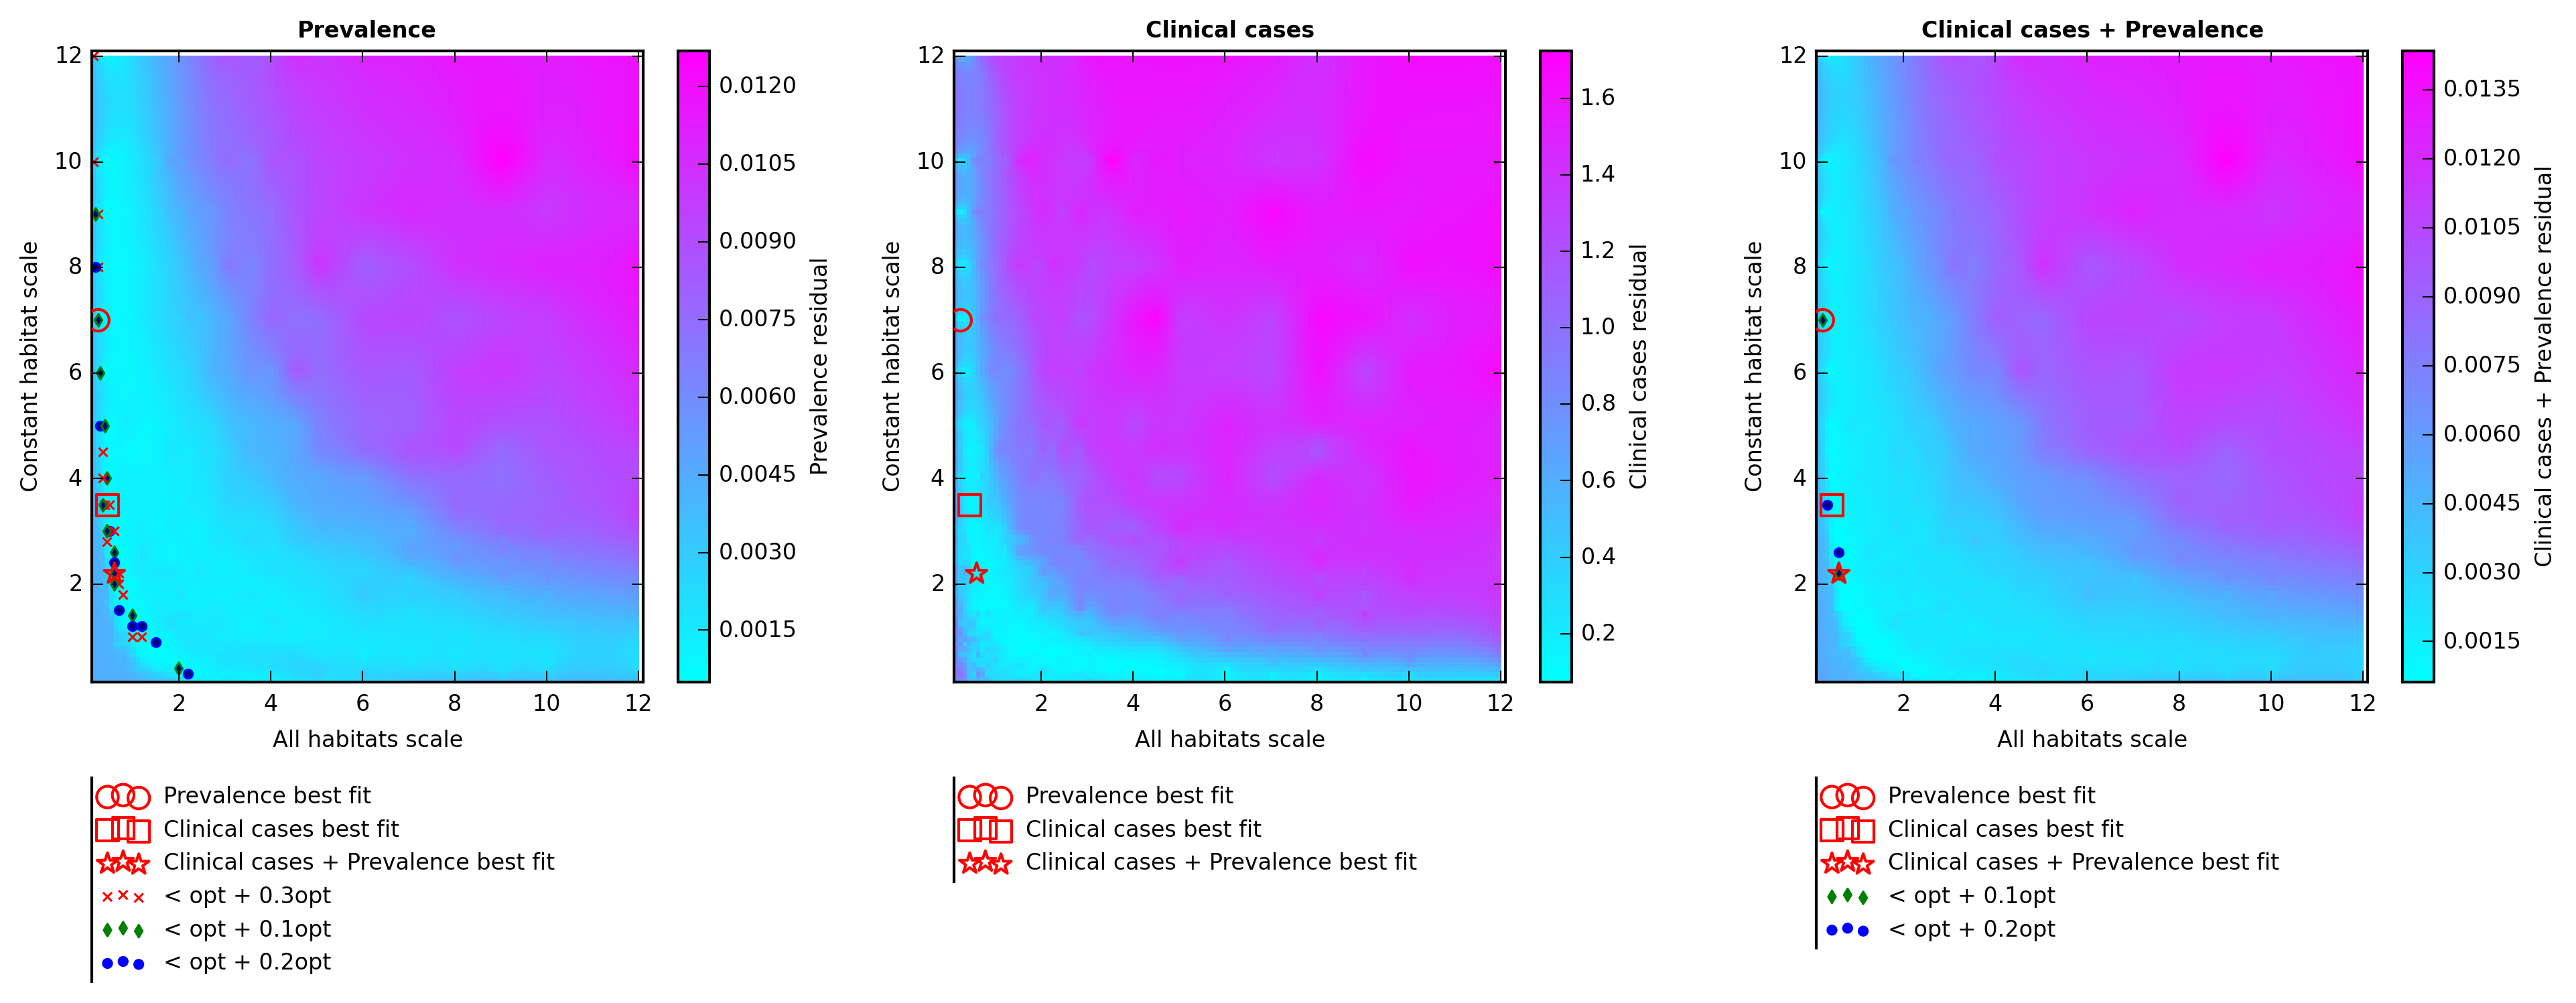 Prevalence
12
10
8
6
4
2
2 4 6 8 10 12
Constant habitat scale
All habitats scale
0.0120
0.0105
0.0090
0.0075
0.0060
0.0045
0.0030
0.0015
Prevalence residual
Prevalence best fit
Clinical cases best fit
Clinical cases + Prevalence best fit
< opt + 0.3opt
< opt + 0.1opt
< opt + 0.2opt
Clinical cases
12
10
8
6
4
2
2 4 6 8 10 12
Constant habitat scale
All habitats scale
1.6
1.4
1.2
1.0
0.8
0.6
0.4
0.2
Clinical cases residual
Prevalence best fit
Clinical cases best fit
Clinical cases + Prevalence best fit
Clinical cases + Prevalence
12
10
8
6
4
2
2 4 6 8 10 12
Constant habitat scale
All habitats scale
0.0135
0.0120
0.0105
0.0090
0.0075
0.0060
0.0045
0.0030
0.0015
Clinical cases + Prevalence residual
Prevalence best fit
Clinical cases best fit
Clinical cases + Prevalence best fit
< opt + 0.1opt
< opt + 0.2opt